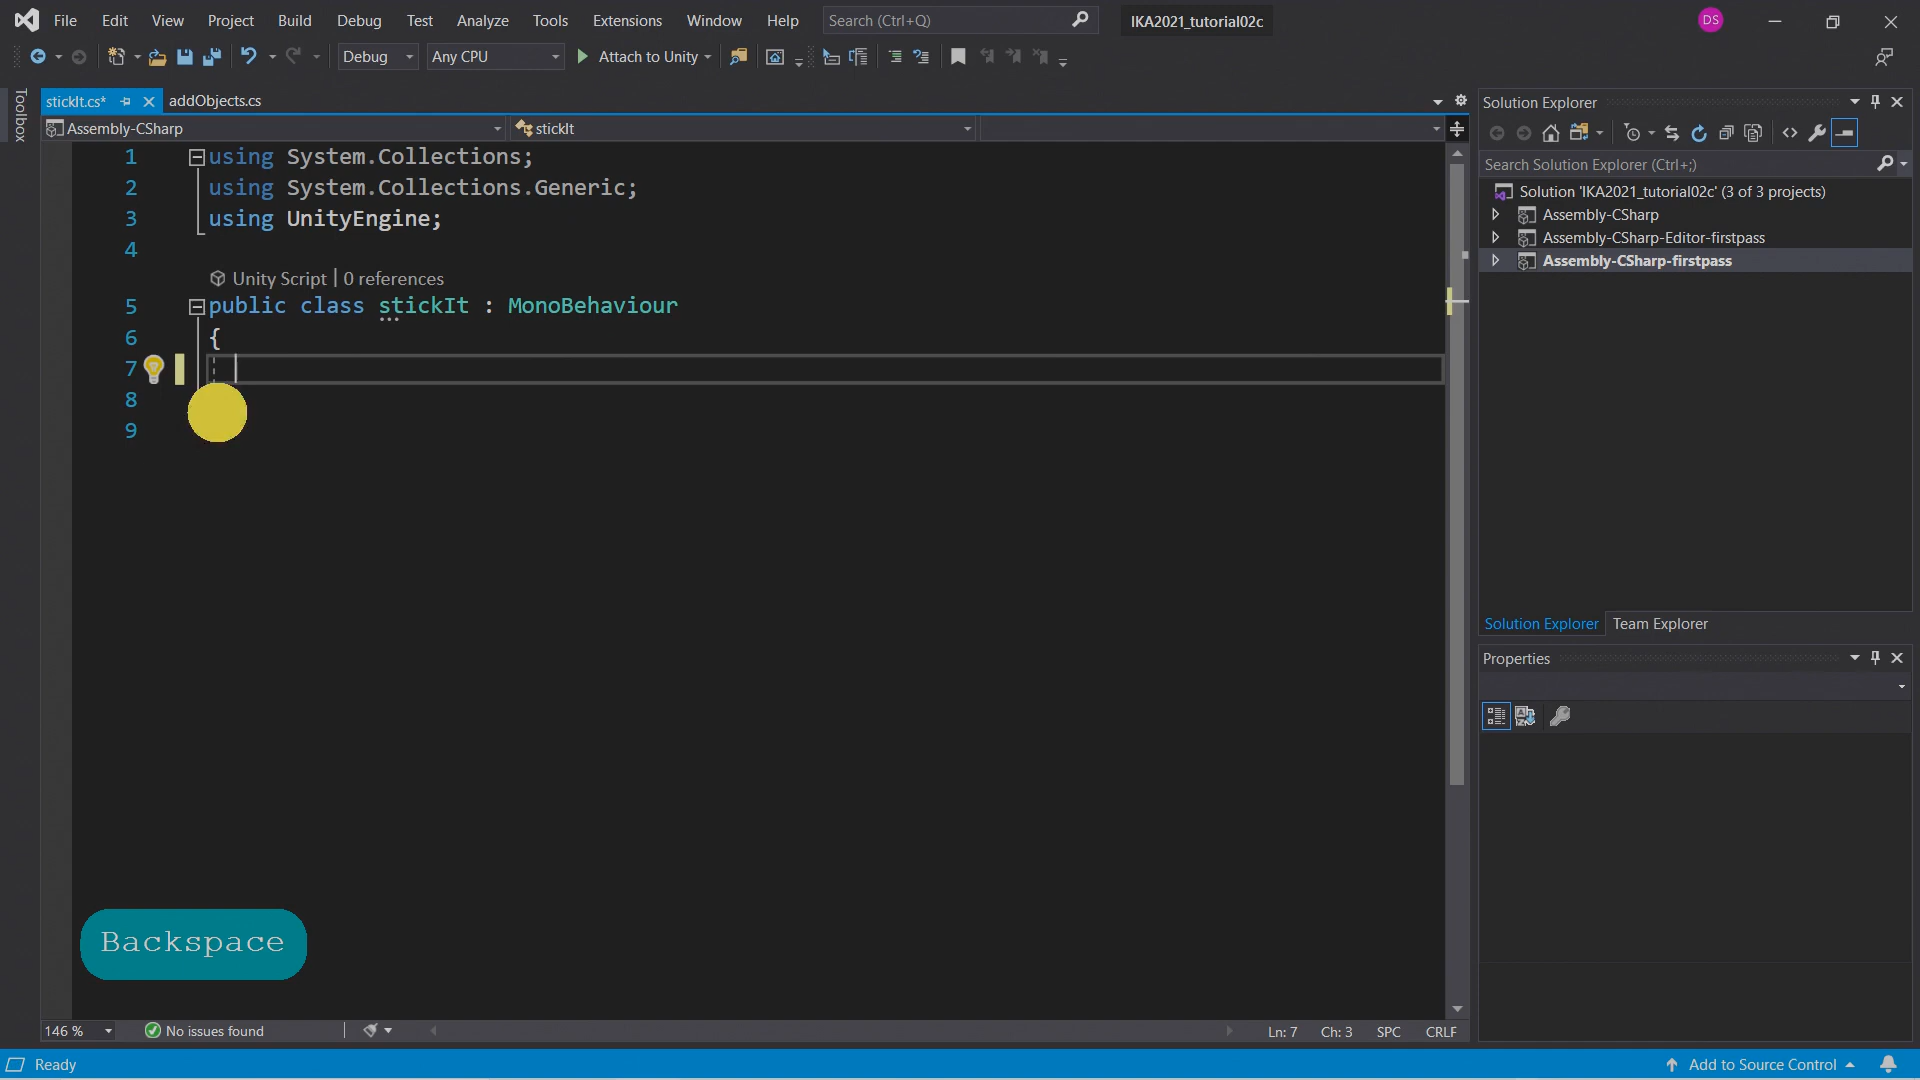 File Edit View Project Build Debug Test Analyze Tools Extensions Window Help Search (Ctrl+Q) IKA2021_tutorial02c DS
Debug Any CPU Attach to Unity
Toolbox
stickIt.cs* addObjects.cs
Assembly-CSharp stickIt
1 using System.Collections;
2 using System.Collections.Generic;
3 using UnityEngine;
4
Unity Script | 0 references
5 public class stickIt : MonoBehaviour
6 {
7
8
9
Backspace
146 % No issues found Ln: 7 Ch: 3 SPC CRLF
Solution Explorer
Search Solution Explorer (Ctrl+;)
Solution 'IKA2021_tutorial02c' (3 of 3 projects)
Assembly-CSharp
Assembly-CSharp-Editor-firstpass
Assembly-CSharp-firstpass
Solution Explorer Team Explorer
Properties
Ready Add to Source Control